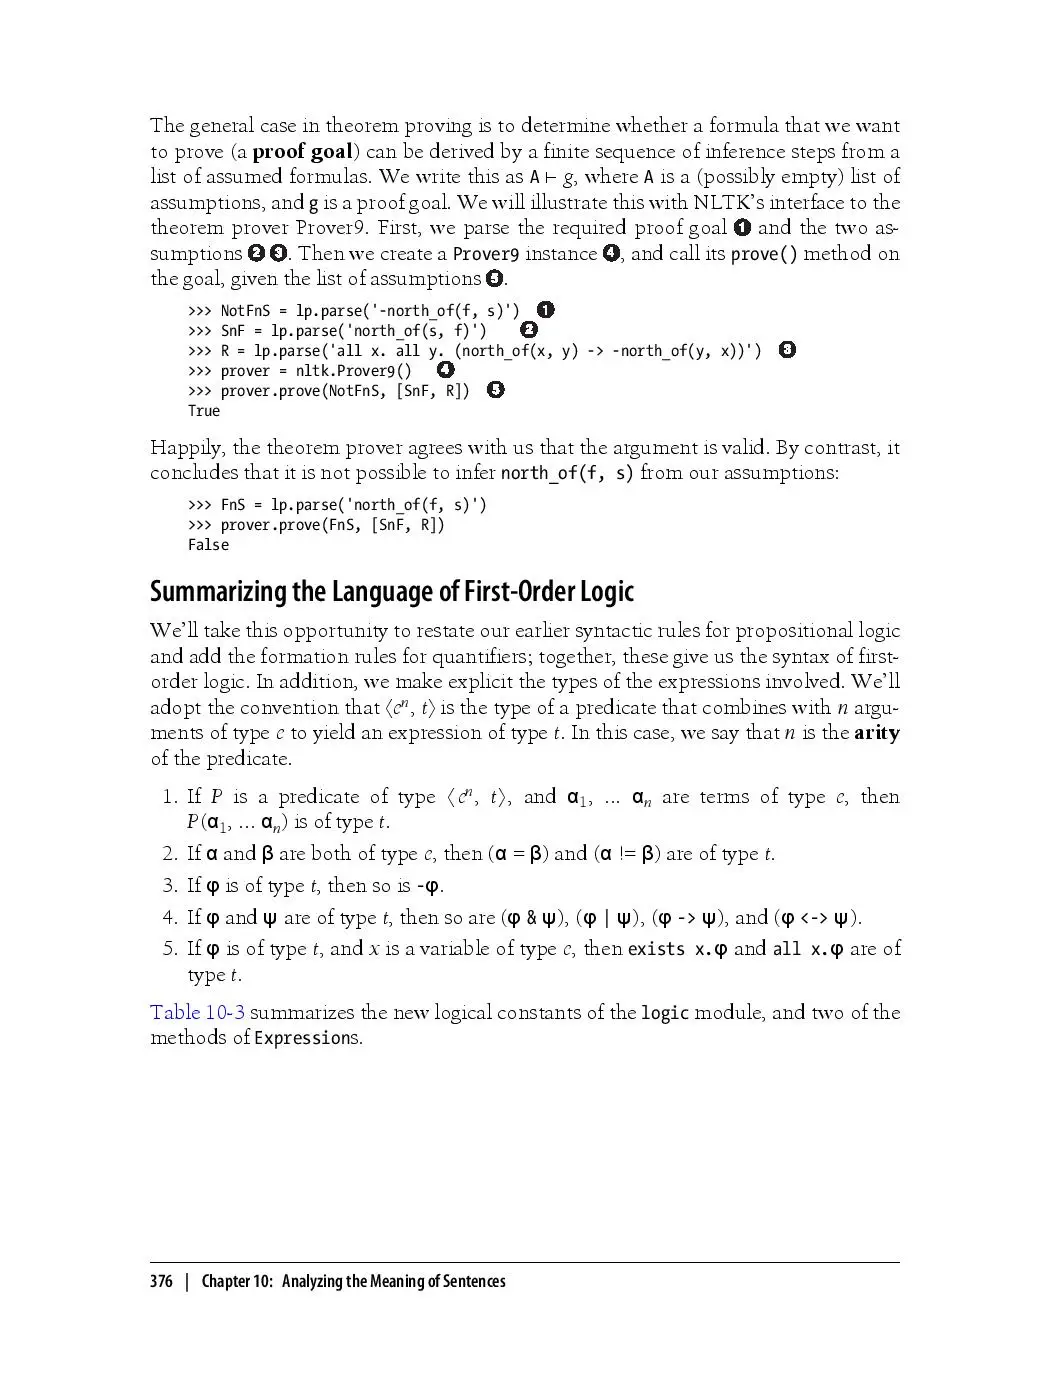 The general case in theorem proving is to determine whether a formula that we want
to prove (a proof goal) can be derived by a finite sequence of inference steps from a
list of assumed formulas. We write this as A ⊢ g, where A is a (possibly empty) list of
assumptions, and g is a proof goal. We will illustrate this with NLTK’s interface to the
theorem prover Prover9. First, we parse the required proof goal ❶ and the two as-
sumptions ❷ ❸. Then we create a Prover9 instance ❹, and call its prove() method on
the goal, given the list of assumptions ❺.
>>> NotFnS = lp.parse('-north_of(f, s)') ❶
>>> SnF = lp.parse('north_of(s, f)') ❷
>>> R = lp.parse('all x. all y. (north_of(x, y) -> -north_of(y, x))') ❸
>>> prover = nltk.Prover9() ❹
>>> prover.prove(NotFnS, [SnF, R]) ❺
True
Happily, the theorem prover agrees with us that the argument is valid. By contrast, it
concludes that it is not possible to infer north_of(f, s) from our assumptions:
>>> FnS = lp.parse('north_of(f, s)')
>>> prover.prove(FnS, [SnF, R])
False
Summarizing the Language of First-Order Logic
We’ll take this opportunity to restate our earlier syntactic rules for propositional logic
and add the formation rules for quantifiers; together, these give us the syntax of first-
order logic. In addition, we make explicit the types of the expressions involved. We’ll
adopt the convention that ⟨eⁿ, t⟩ is the type of a predicate that combines with n argu-
ments of type e to yield an expression of type t. In this case, we say that n is the arity
of the predicate.
1. If P is a predicate of type ⟨eⁿ, t⟩, and α₁, ... αₙ are terms of type e, then
P(α₁, ... αₙ) is of type t.
2. If α and β are both of type e, then (α = β) and (α != β) are of type t.
3. If φ is of type t, then so is -φ.
4. If φ and ψ are of type t, then so are (φ & ψ), (φ | ψ), (φ -> ψ), and (φ <-> ψ).
5. If φ is of type t, and x is a variable of type e, then exists x.φ and all x.φ are of
type t.
Table 10-3 summarizes the new logical constants of the logic module, and two of the
methods of Expressions.
376 | Chapter 10: Analyzing the Meaning of Sentences